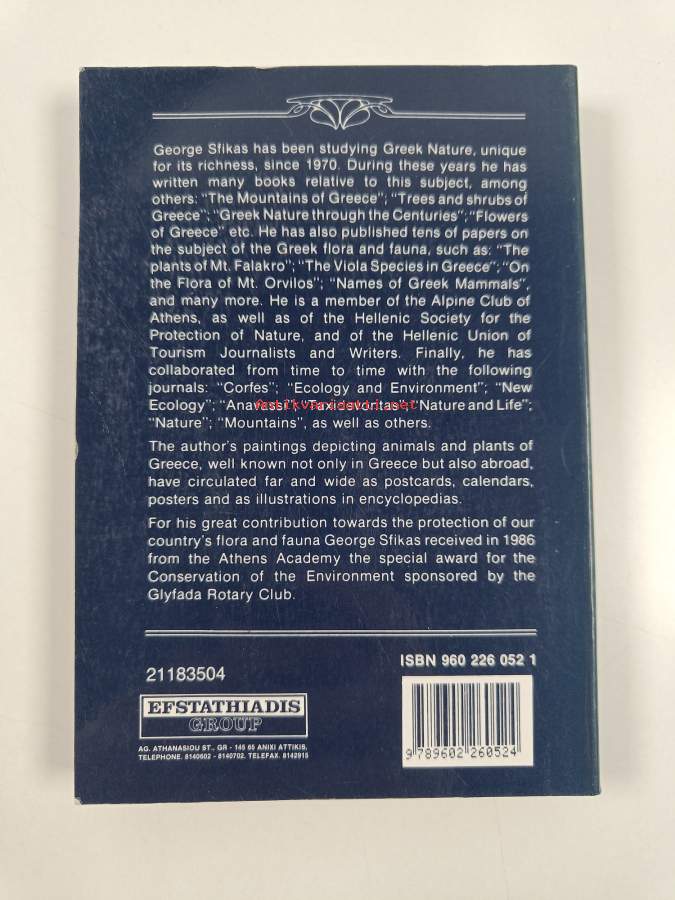 George Sfikas has been studying Greek Nature, unique
for its richness, since 1970. During these years he has
written many books relative to this subject, among
others: "The Mountains of Greece"; "Trees and shrubs of
Greece"; "Greek Nature through the Centuries"; "Flowers
of Greece" etc. He has also published tens of papers on
the subject of the Greek flora and fauna, such as: "The
plants of Mt. Falakro"; "The Viola Species in Greece"; "On
the Flora of Mt. Orvilos"; "Names of Greek Mammals",
and many more. He is a member of the Alpine Club of
Athens, as well as of the Hellenic Society for the
Protection of Nature, and of the Hellenic Union of
Tourism Journalists and Writers. Finally, he has
collaborated from time to time with the following
journals: "Corfes"; "Ecology and Environment"; "New
Ecology"; "Anavassi" "Taxidevontas" "Nature and Life";
"Nature"; "Mountains", as well as others.
The author's paintings depicting animals and plants of
Greece, well known not only in Greece but also abroad,
have circulated far and wide as postcards, calendars,
posters and as illustrations in encyclopedias.
For his great contribution towards the protection of our
country's flora and fauna George Sfikas received in 1986
from the Athens Academy the special award for the
Conservation of the Environment sponsored by the
Glyfada Rotary Club.
21183504
ISBN 960 226 052 1
EFSTATHIADIS
GROUP
AG. ATHANASIOU ST., GR - 145 65 ANIXI ATTIKIS,
TELEPHONE. 8140602 - 8140702. TELEFAX. 8142915
9 789602 260524